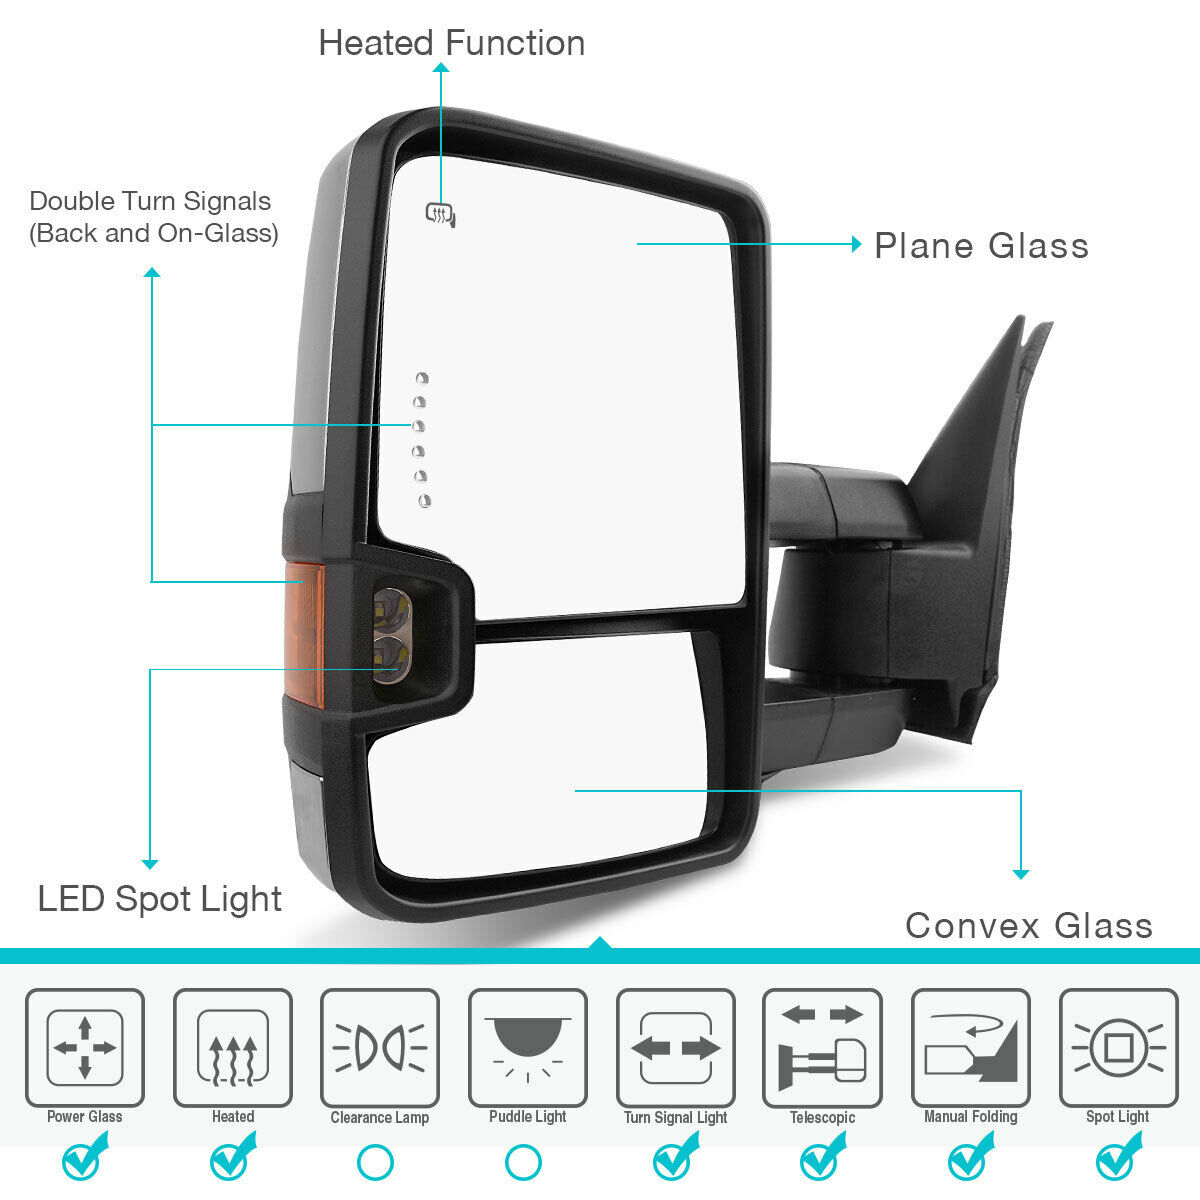 Heated Function
Double Turn Signals
(Back and On-Glass)
Plane Glass
LED Spot Light
Convex Glass
Power Glass
Heated
Clearance Lamp
Puddle Light
Turn Signal Light
Telescopic
Manual Folding
Spot Light